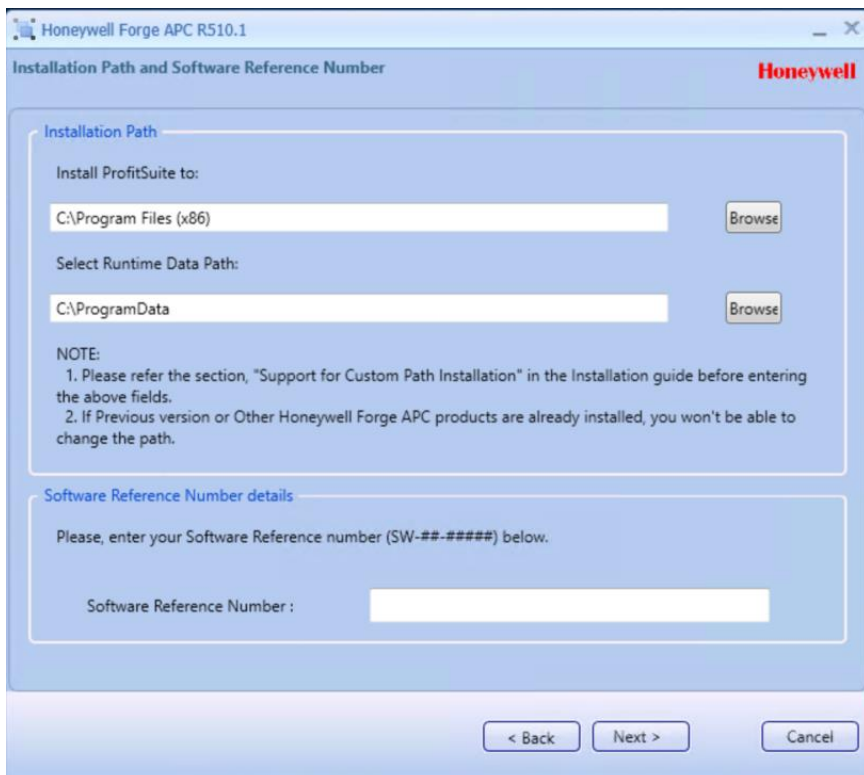 Honeywell Forge APC R510.1
Installation Path and Software Reference Number
Honeywell
Installation Path
Install ProfitSuite to:
C:\Program Files (x86)
Browse
Select Runtime Data Path:
C:\ProgramData
Browse
NOTE:
1. Please refer the section, "Support for Custom Path Installation" in the Installation guide before entering
the above fields.
2. If Previous version or Other Honeywell Forge APC products are already installed, you won't be able to
change the path.
Software Reference Number details
Please, enter your Software Reference number (SW-##-#####) below.
Software Reference Number :
< Back
Next >
Cancel